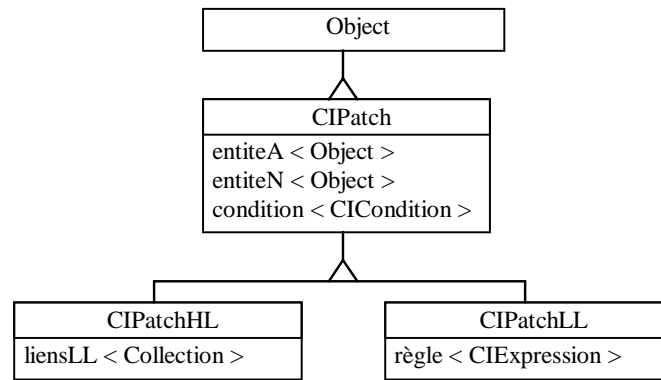 Object
CIPatch
entiteA < Object >
entiteN < Object >
condition < CICondition >
CIPatchHL
liensLL < Collection >
CIPatchLL
règle < CIExpression >